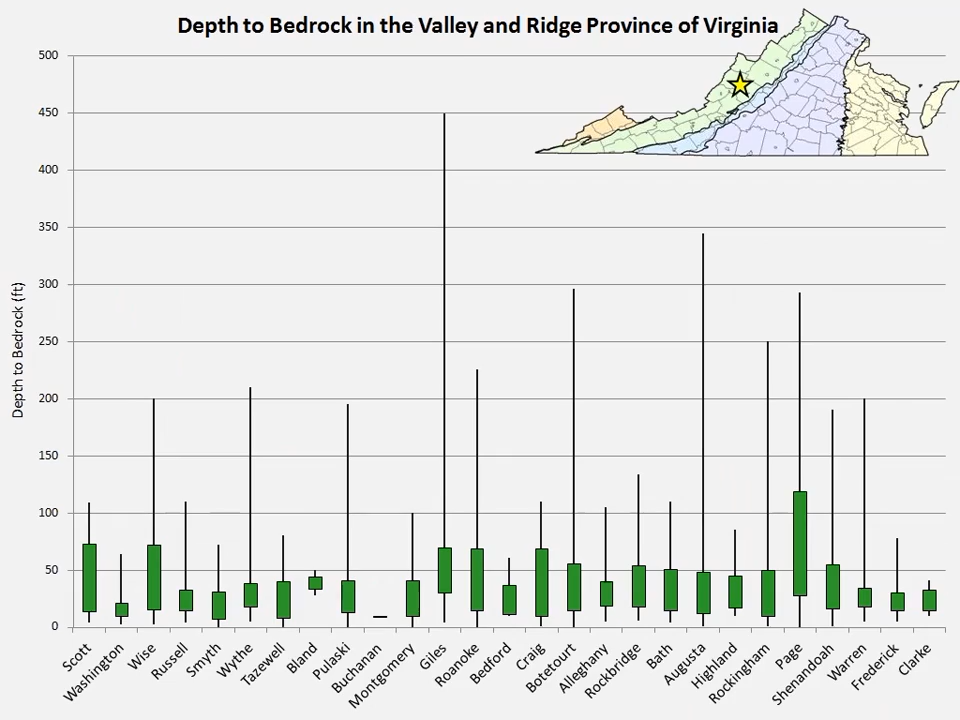 Depth to Bedrock in the Valley and Ridge Province of Virginia
500
450
400
350
300
250
200
150
100
50
0
Depth to Bedrock (ft)
Scott
Washington
Wise
Russell
Smyth
Wythe
Tazewell
Bland
Pulaski
Buchanan
Montgomery
Giles
Roanoke
Bedford
Craig
Botetourt
Alleghany
Rockbridge
Bath
Augusta
Highland
Rockingham
Page
Shenandoah
Warren
Frederick
Clarke